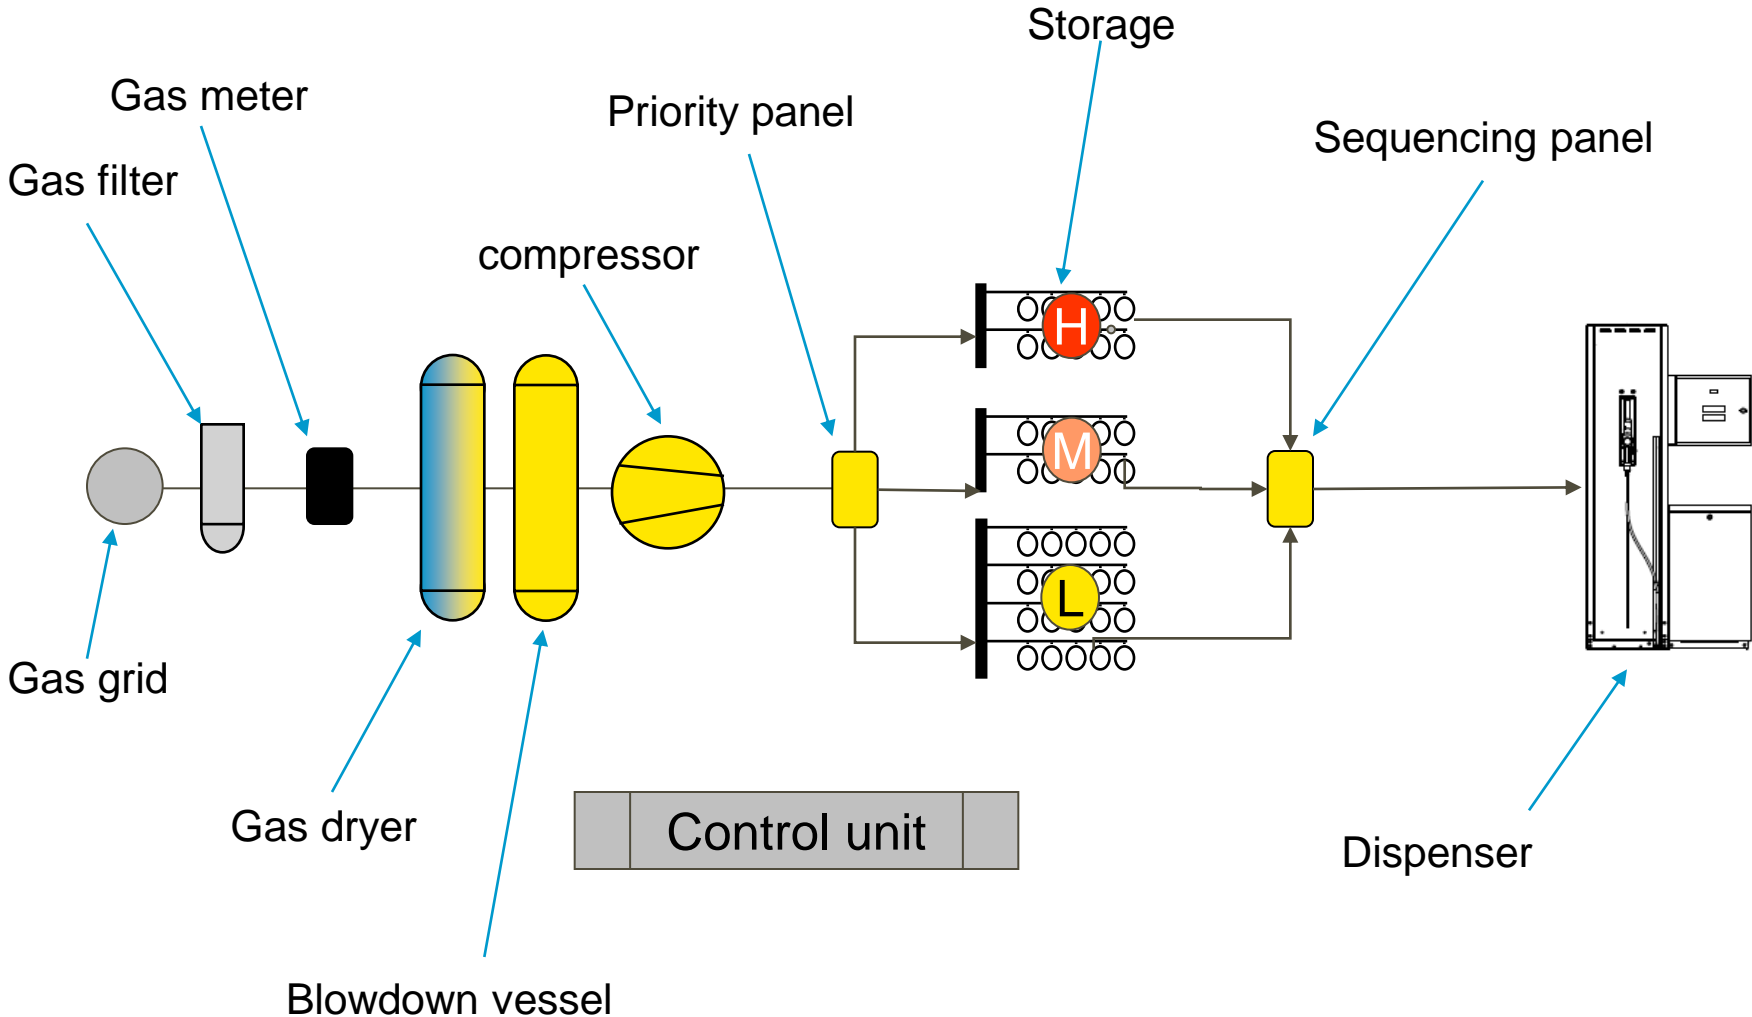 Storage
Gas meter
Priority panel
Sequencing panel
Gas filter
compressor
H
M
L
Gas grid
Gas dryer
Control unit
Dispenser
Blowdown vessel